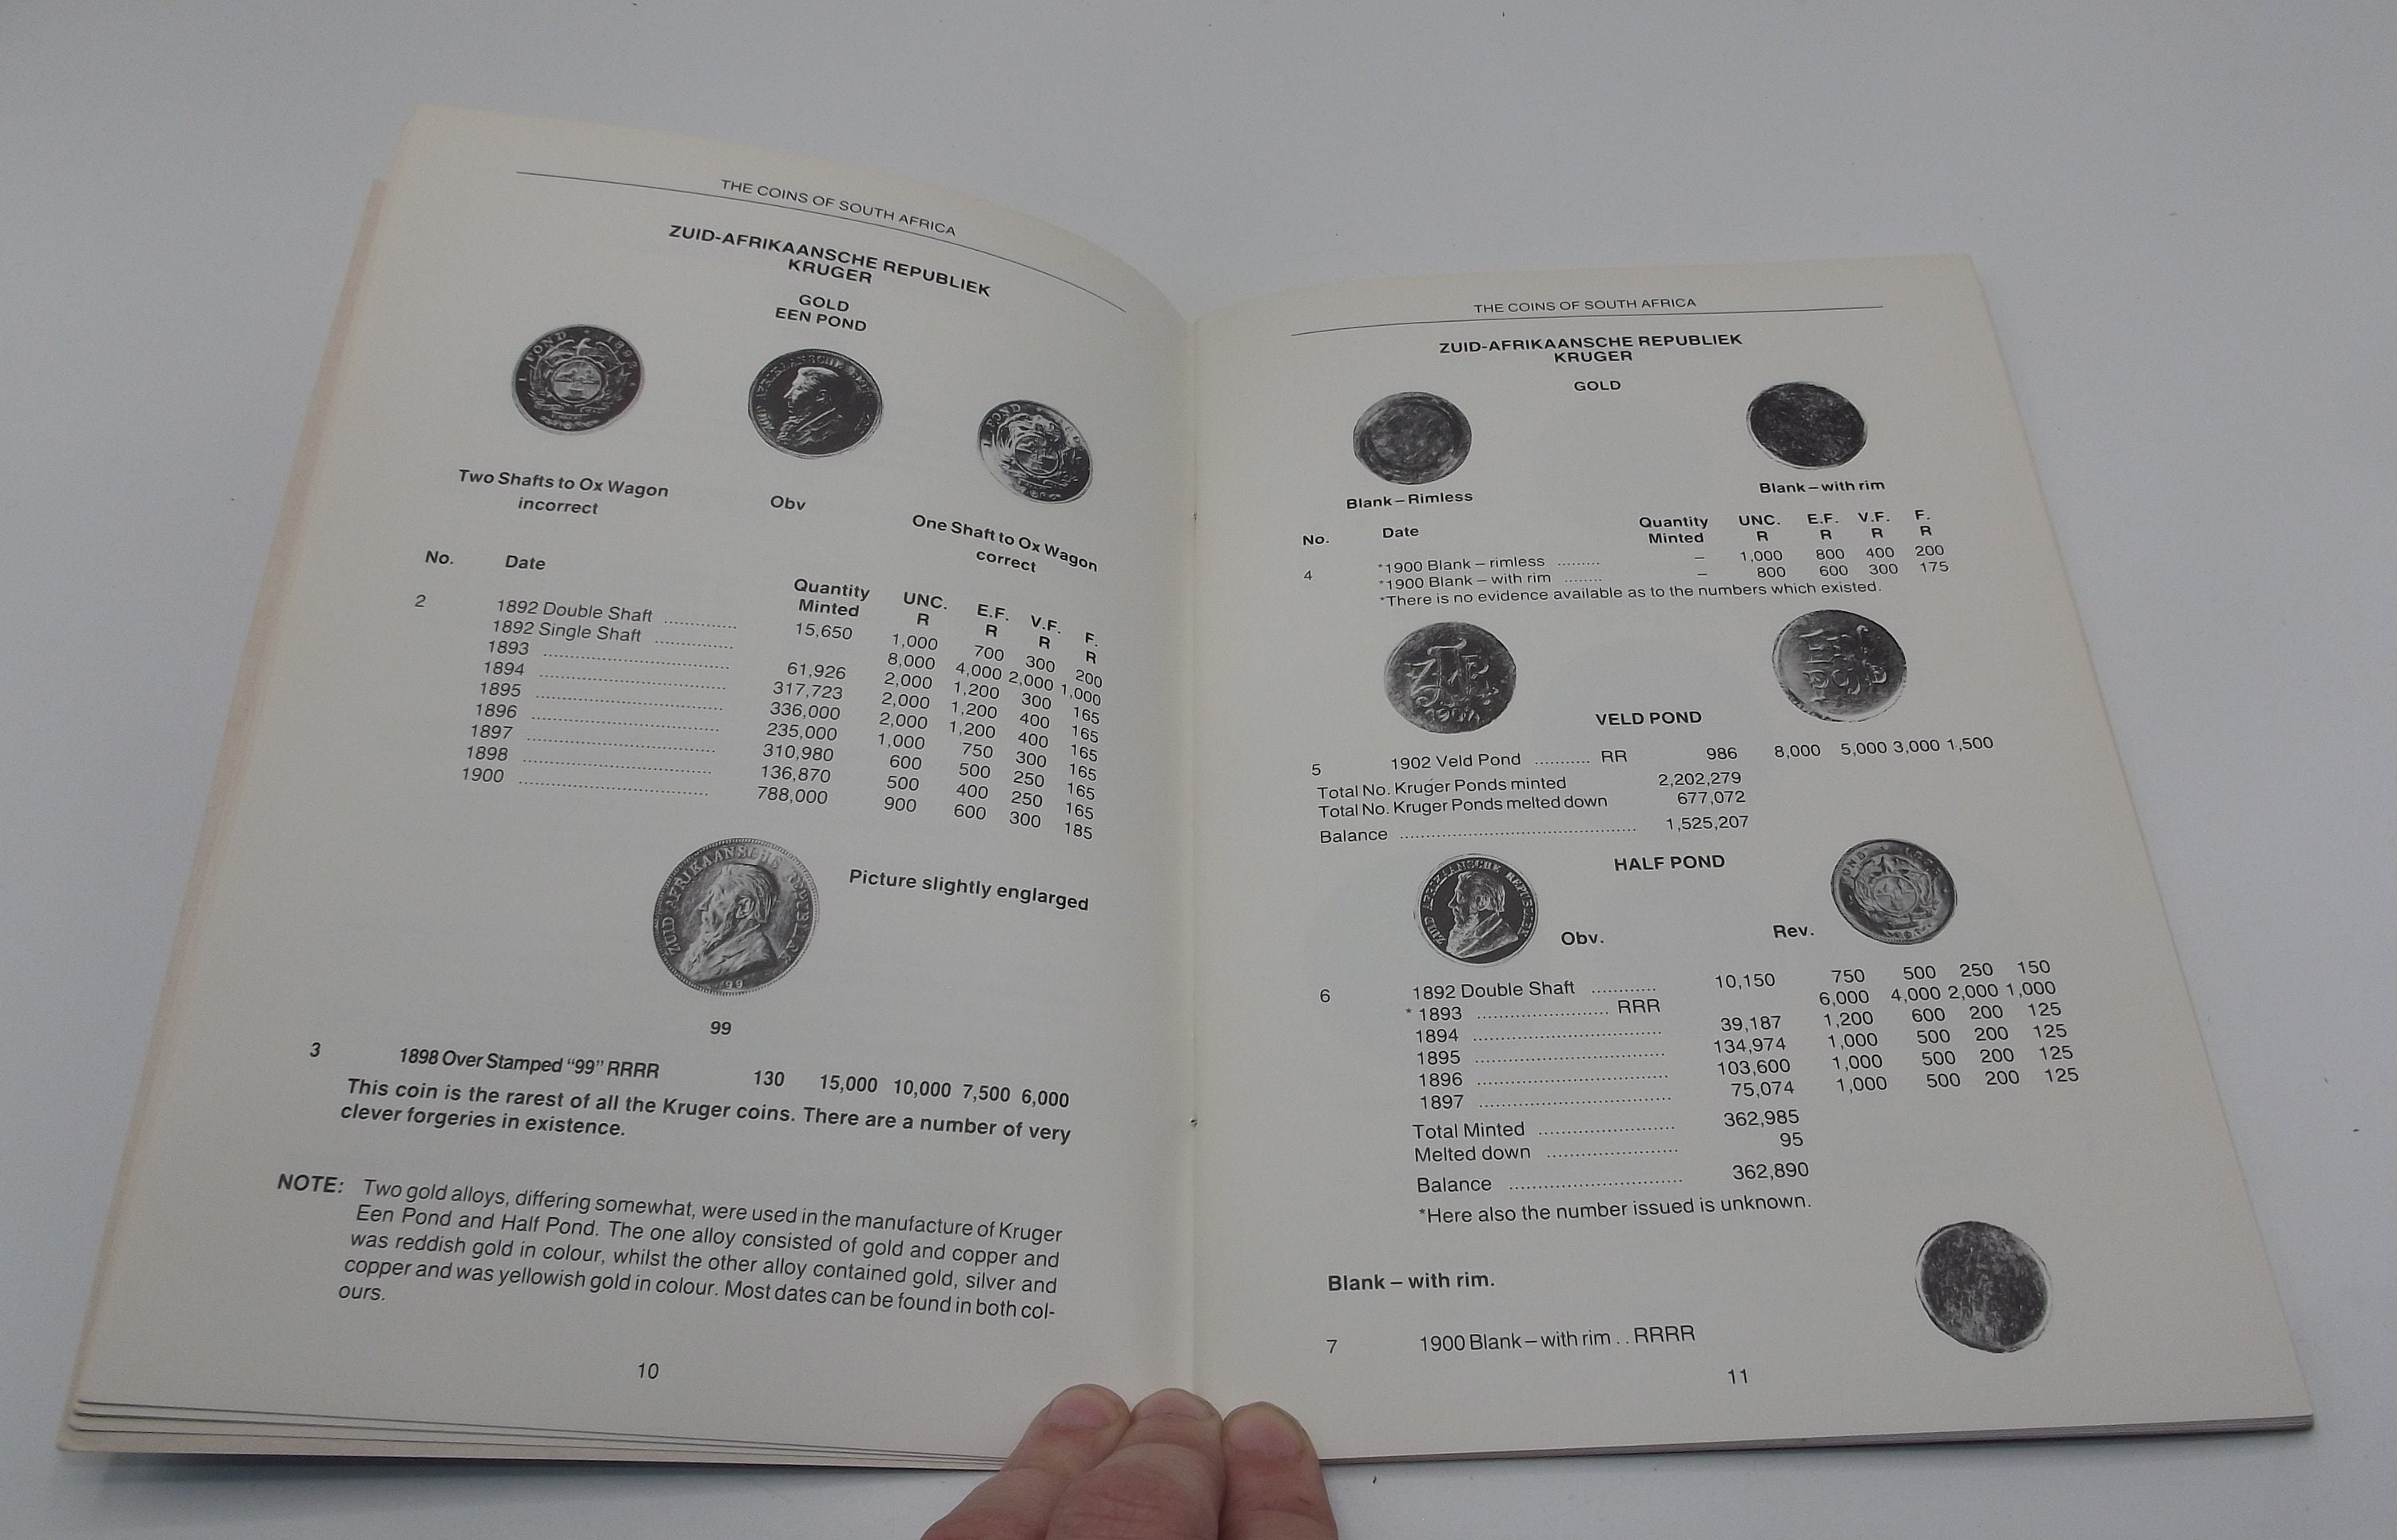 THE COINS OF SOUTH AFRICA
ZUID-AFRIKAANSCHE REPUBLIEK
KRUGER
GOLD
EEN POND
Two Shafts to Ox Wagon
incorrect
Obv
One Shaft to Ox Wagon
correct
No. Date Quantity Minted UNC. R E.F. R V.F. R F. R
2 1892 Double Shaft ............ 15,650 1,000 700 300 200
1892 Single Shaft ............ 8,000 4,000 2,000 1,000
1893 ............ 61,926 2,000 1,200 300 165
1894 ............ 317,723 2,000 1,200 400 165
1895 ............ 336,000 2,000 1,200 400 165
1896 ............ 235,000 1,000 750 300 165
1897 ............ 310,980 600 500 250 165
1898 ............ 136,870 500 400 250 165
1900 ............ 788,000 900 600 300 185
ZUID AFRIKAANSCHE REPUBLIEK
99
Picture slightly englarged
99
3 1898 Over Stamped “99” RRRR 130 15,000 10,000 7,500 6,000
This coin is the rarest of all the Kruger coins. There are a number of very
clever forgeries in existence.
NOTE: Two gold alloys, differing somewhat, were used in the manufacture of Kruger
Een Pond and Half Pond. The one alloy consisted of gold and copper and
was reddish gold in colour, whilst the other alloy contained gold, silver and
copper and was yellowish gold in colour. Most dates can be found in both col-
ours.
10
THE COINS OF SOUTH AFRICA
ZUID-AFRIKAANSCHE REPUBLIEK
KRUGER
GOLD
Blank – Rimless
Blank – with rim
No. Date Quantity Minted UNC. R E.F. R V.F. R F. R
*1900 Blank – rimless ......... – 1,000 800 400 200
4 *1900 Blank – with rim ........ – 800 600 300 175
*There is no evidence available as to the numbers which existed.
VELD POND
5 1902 Veld Pond ........... RR 986 8,000 5,000 3,000 1,500
Total No. Kruger Ponds minted 2,202,279
Total No. Kruger Ponds melted down 677,072
Balance ............ 1,525,207
HALF POND
Obv.
Rev.
6 1892 Double Shaft ............ 10,150 750 500 250 150
* 1893 ............ RRR 6,000 4,000 2,000 1,000
1894 ............ 39,187 1,200 600 200 125
1895 ............ 134,974 1,000 500 200 125
1896 ............ 103,600 1,000 500 200 125
1897 ............ 75,074 1,000 500 200 125
Total Minted ............ 362,985
Melted down ............ 95
Balance ............ 362,890
*Here also the number issued is unknown.
Blank – with rim.
7 1900 Blank – with rim . . RRRR
11